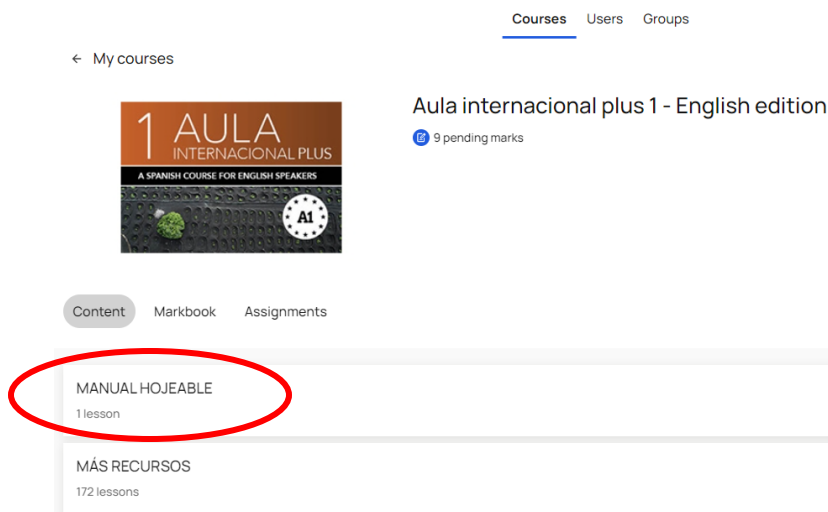 Courses Users Groups
← My courses
1 AULA
INTERNACIONAL PLUS
A SPANISH COURSE FOR ENGLISH SPEAKERS
A1
Aula internacional plus 1 - English edition
9 pending marks
Content Markbook Assignments
MANUAL HOJEABLE
1 lesson
MÁS RECURSOS
172 lessons